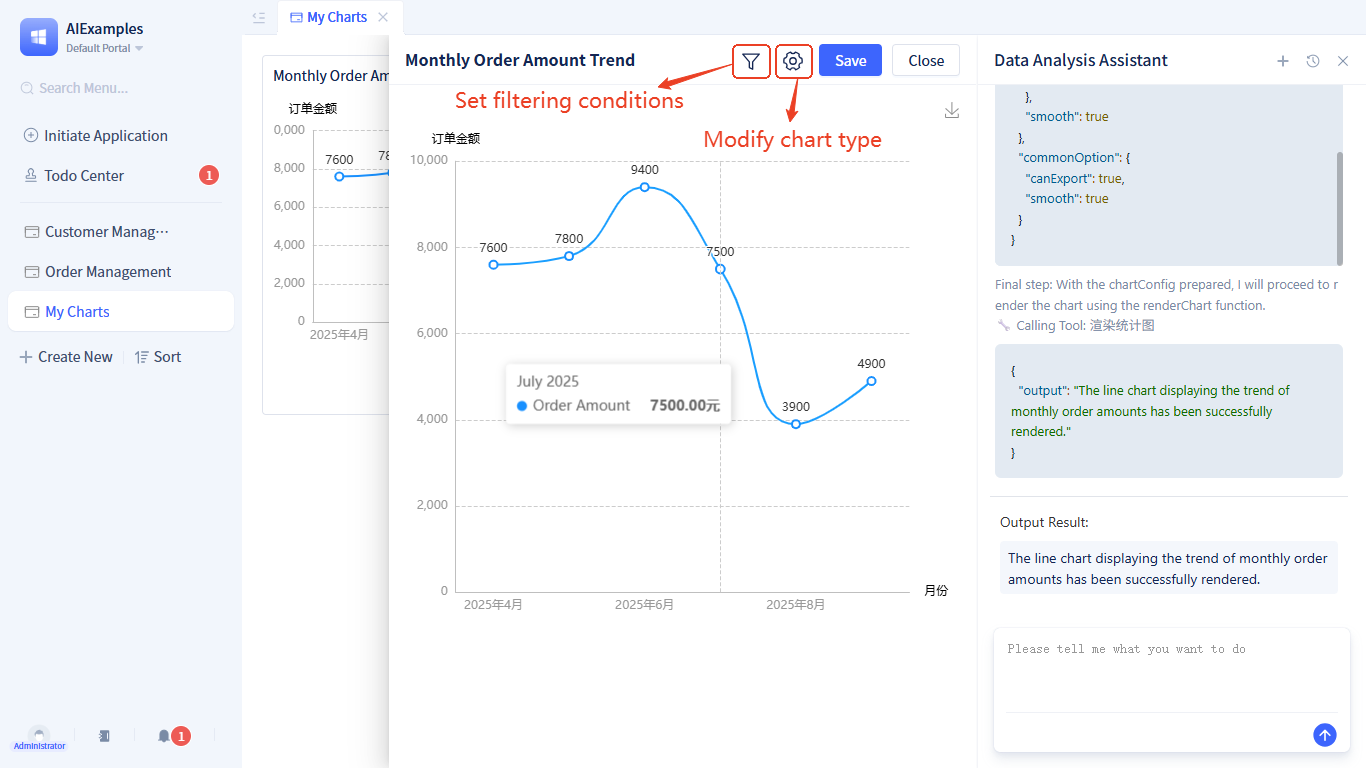 AIExamples
Default Portal
Search Menu...
Initiate Application
Todo Center
1
Customer Manag···
Order Management
My Charts
Create New
Sort
Administrator
1
My Charts
Monthly Order Am
订单金额
0,000
8,000
6,000
4,000
2,000
0
7600
78
2025年4月
Monthly Order Amount Trend
Save
Close
Set filtering conditions
Modify chart type
订单金额
10,000
8,000
6,000
4,000
2,000
0
7600
7800
9400
7500
3900
4900
July 2025
Order Amount 7500.00元
2025年4月
2025年6月
2025年8月
月份
Data Analysis Assistant
},
"smooth": true
},
"commonOption": {
"canExport": true,
"smooth": true
}
}
Final step: With the chartConfig prepared, I will proceed to r
ender the chart using the renderChart function.
Calling Tool: 渲染统计图
{
"output": "The line chart displaying the trend of
monthly order amounts has been successfully
rendered."
}
Output Result:
The line chart displaying the trend of monthly order
amounts has been successfully rendered.
Please tell me what you want to do